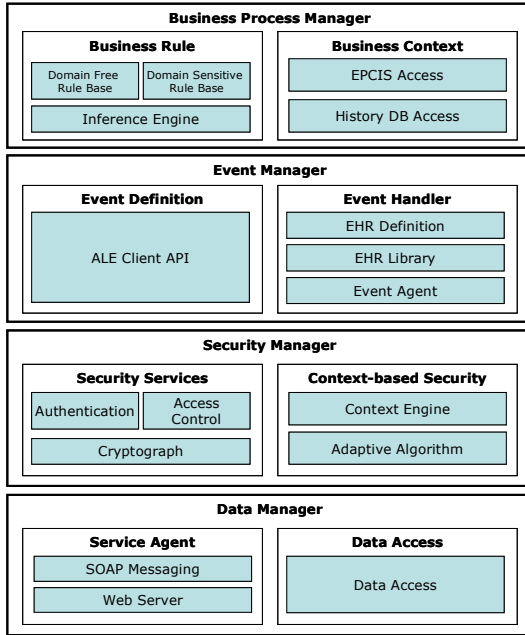 Business Process Manager
Business Rule
Domain Free
Rule Base
Domain Sensitive
Rule Base
Inference Engine
Business Context
EPCIS Access
History DB Access
Event Manager
Event Definition
ALE Client API
Event Handler
EHR Definition
EHR Library
Event Agent
Security Manager
Security Services
Authentication
Access
Control
Cryptograph
Context-based Security
Context Engine
Adaptive Algorithm
Data Manager
Service Agent
SOAP Messaging
Web Server
Data Access
Data Access